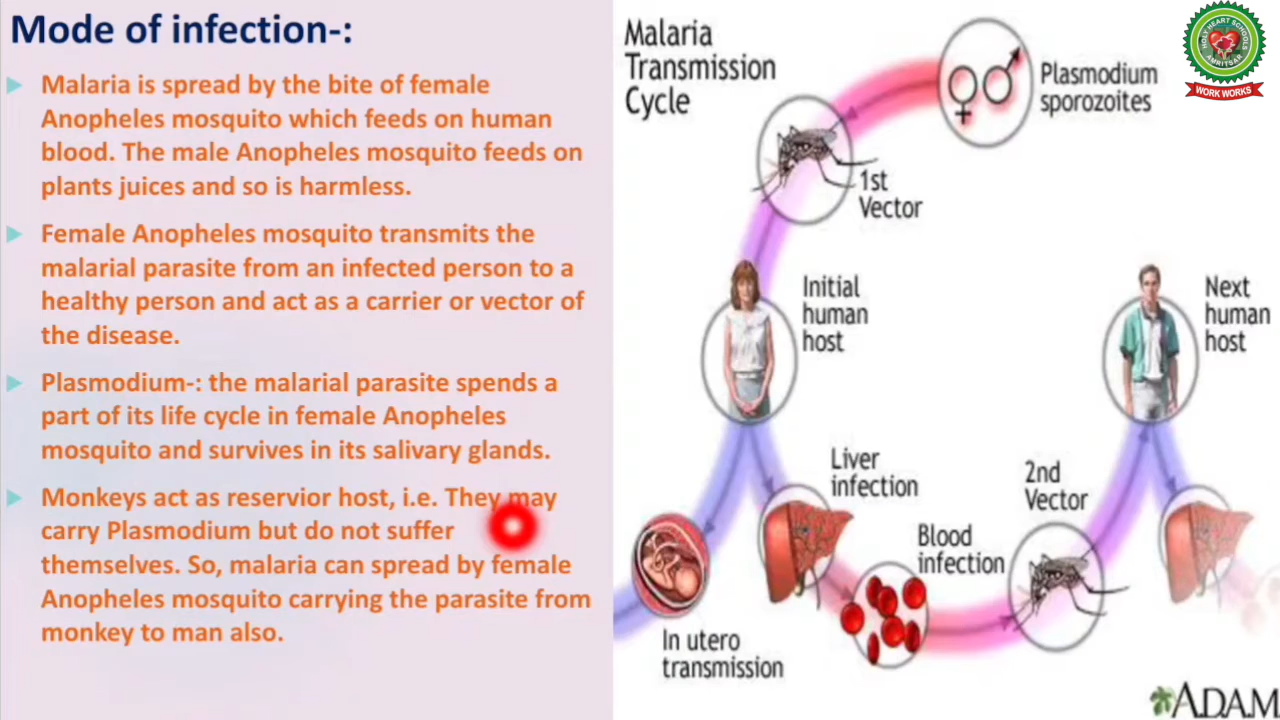 Mode of infection-:
Malaria is spread by the bite of female
Anopheles mosquito which feeds on human
blood. The male Anopheles mosquito feeds on
plants juices and so is harmless.
Female Anopheles mosquito transmits the
malarial parasite from an infected person to a
healthy person and act as a carrier or vector of
the disease.
Plasmodium-: the malarial parasite spends a
part of its life cycle in female Anopheles
mosquito and survives in its salivary glands.
Monkeys act as reservior host, i.e. They may
carry Plasmodium but do not suffer
themselves. So, malaria can spread by female
Anopheles mosquito carrying the parasite from
monkey to man also.
Malaria
Transmission
Cycle
Plasmodium
sporozoites
1st
Vector
Initial
human
host
Next
human
host
Liver
infection
2nd
Vector
Blood
infection
In utero
transmission
HOLY HEART SCHOOLS
AMRITSAR
WORK WORKS
A.D.A.M.